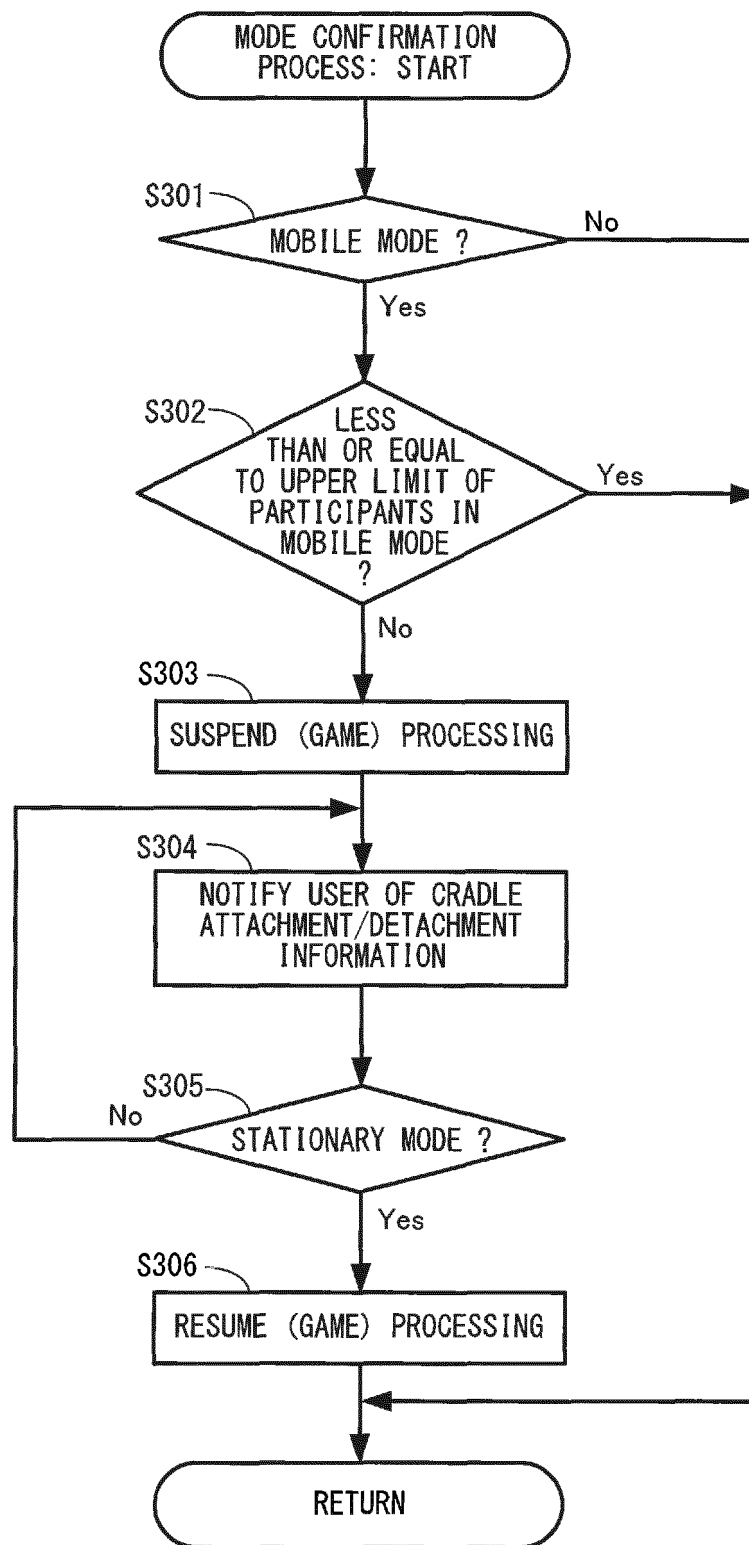 MODE CONFIRMATION
PROCESS: START
S301
MOBILE MODE ?
No
Yes
S302
LESS
THAN OR EQUAL
TO UPPER LIMIT OF
PARTICIPANTS IN
MOBILE MODE
?
Yes
No
S303
SUSPEND (GAME) PROCESSING
S304
NOTIFY USER OF CRADLE
ATTACHMENT/DETACHMENT
INFORMATION
S305
No
STATIONARY MODE ?
Yes
S306
RESUME (GAME) PROCESSING
RETURN